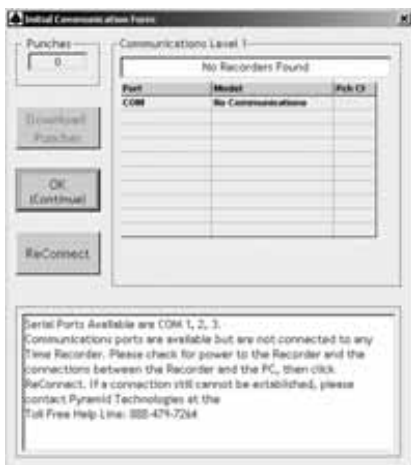 Initial Communication Form
Punches
0
Communications Level 1
No Recorders Found
Port Model Pch Ct
COM No Communications
Download
Punches
OK
(Continue)
ReConnect
Serial Ports Available are COM 1, 2, 3.
Communications ports are available but are not connected to any
Time Recorder. Please check for power to the Recorder and the
connections between the Recorder and the PC, then click
ReConnect. If a connection still cannot be established, please
contact Pyramid Technologies at the
Toll Free Help Line: 888-479-7264